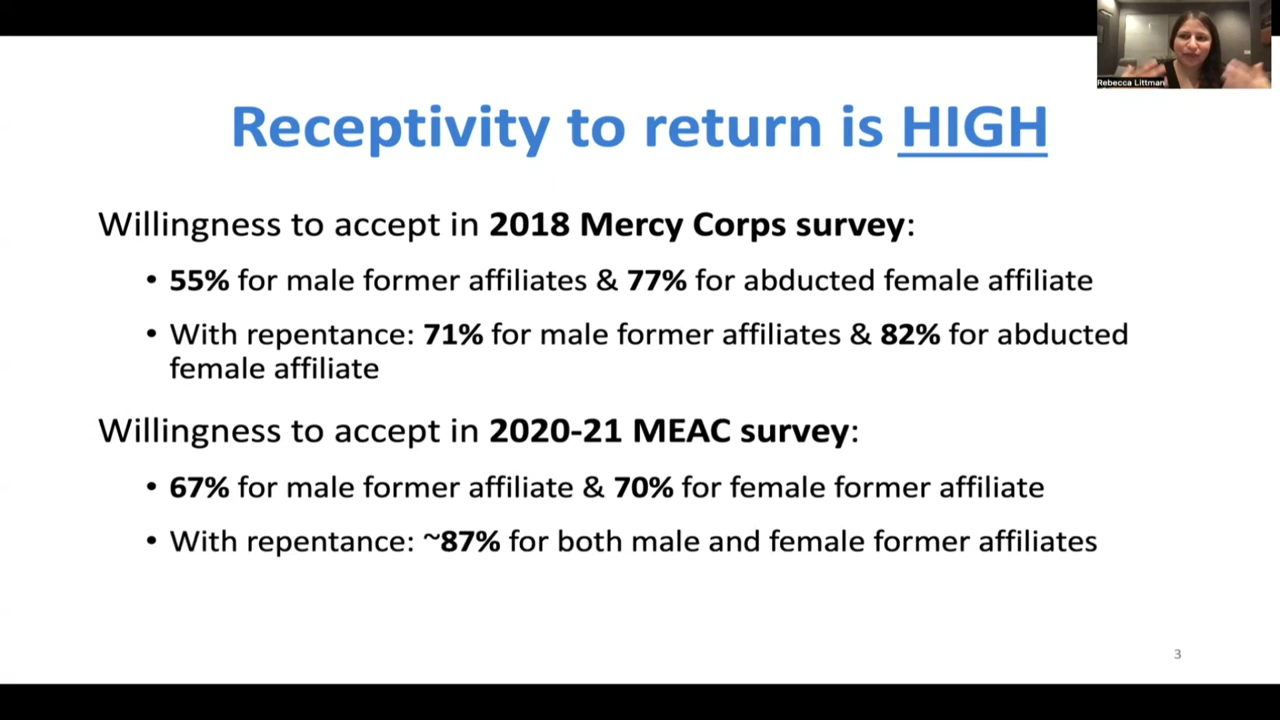 Rebecca Littman
Receptivity to return is HIGH
Willingness to accept in 2018 Mercy Corps survey:
• 55% for male former affiliates & 77% for abducted female affiliate
• With repentance: 71% for male former affiliates & 82% for abducted
female affiliate
Willingness to accept in 2020-21 MEAC survey:
• 67% for male former affiliate & 70% for female former affiliate
• With repentance: ~87% for both male and female former affiliates
3